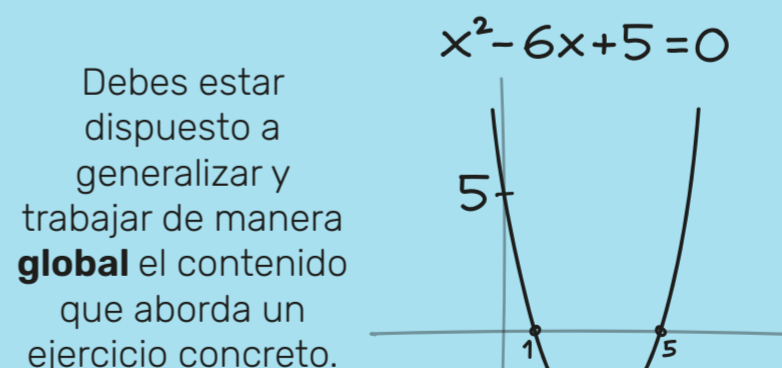 x²-6x+5=0
Debes estar
dispuesto a
generalizar y
trabajar de manera
global el contenido
que aborda un
ejercicio concreto.
5
1
5